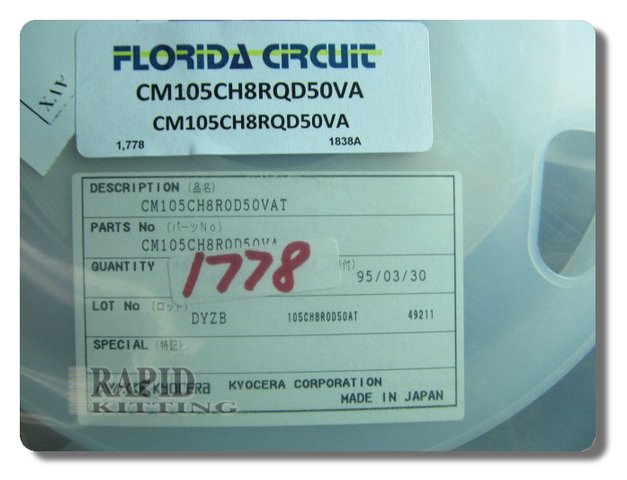 FLORIDA CIRCUIT
CM105CH8RQD50VA
CM105CH8RQD50VA
1,778 1838A
AVX
DESCRIPTION (品名)
CM105CH8R0D50VAT
PARTS No (パーツNo)
CM105CH8R0D50VA
QUANTITY 1778 付) 95/03/30
LOT No (ロット)
DYZB 105CH8R0D50AT 49211
SPECIAL (特記)
RAPID
KITTING
KYOCERA KYOCERA CORPORATION
MADE IN JAPAN